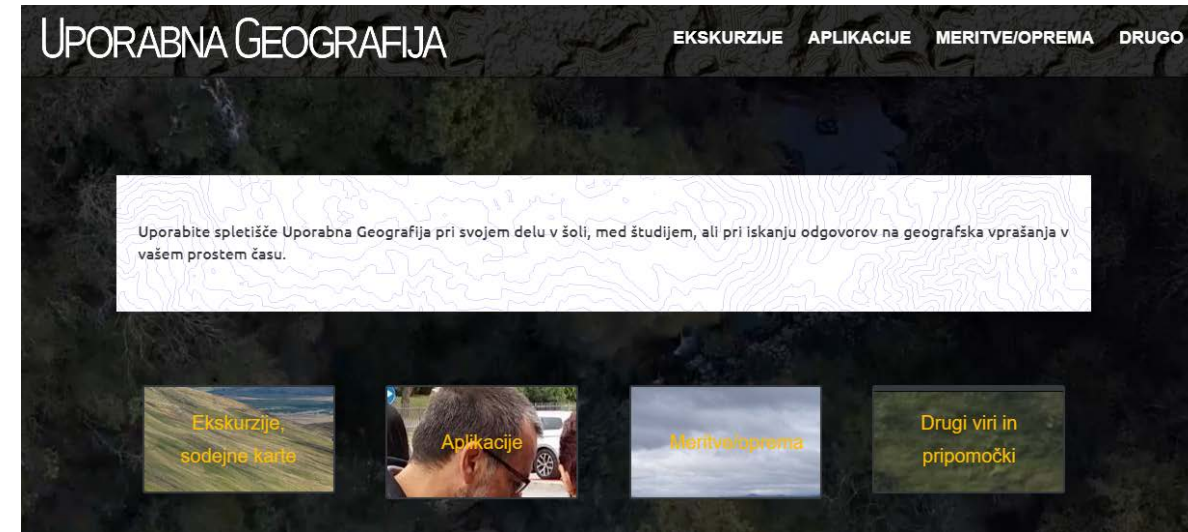 UPORABNA GEOGRAFIJA
EKSKURZIJE APLIKACIJE MERITVE/OPREMA DRUGO
Uporabite spletišče Uporabna Geografija pri svojem delu v šoli, med študijem, ali pri iskanju odgovorov na geografska vprašanja v
vašem prostem času.
Ekskurzije,
sodejne karte
Aplikacije
Meritve/oprema
Drugi viri in
pripomočki